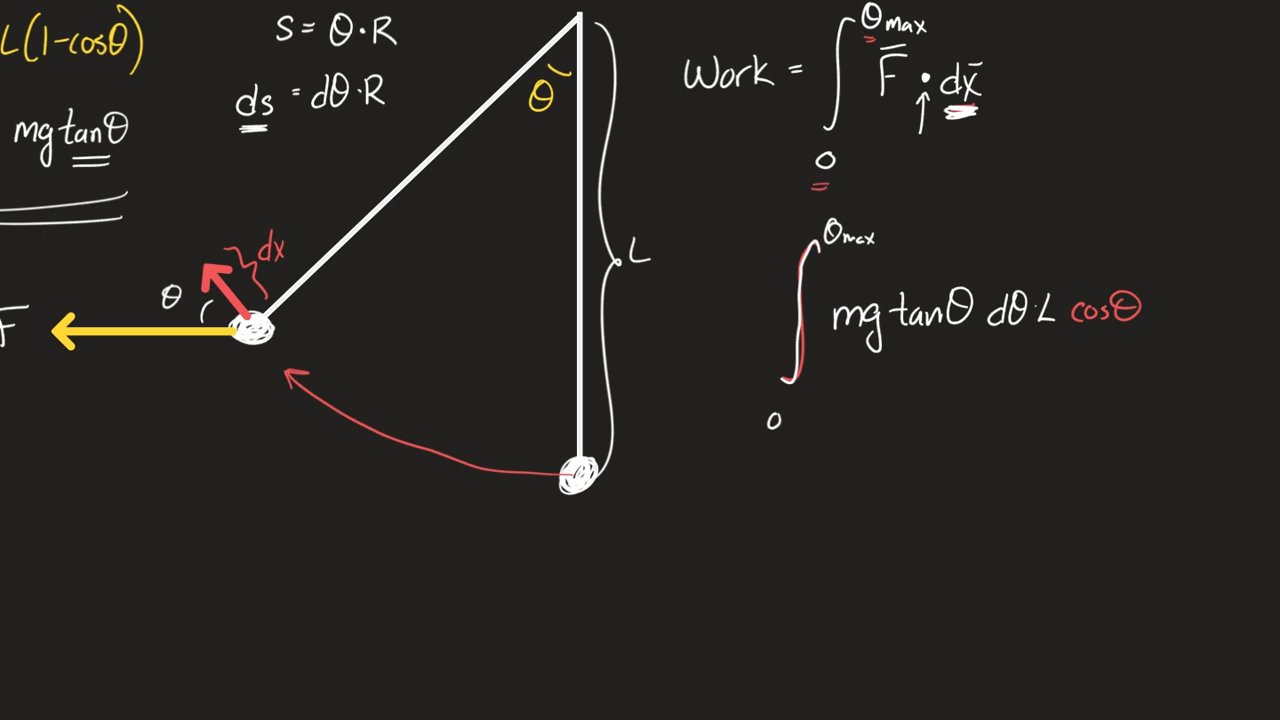 L(1-cosθ)
S = θ·R
ds = dθ·R
mg tanθ
θ
L
dx
θ
F
Work = ∫₀^θmax F̄ · dx̄
∫₀^θmax mg tanθ dθ·L cosθ